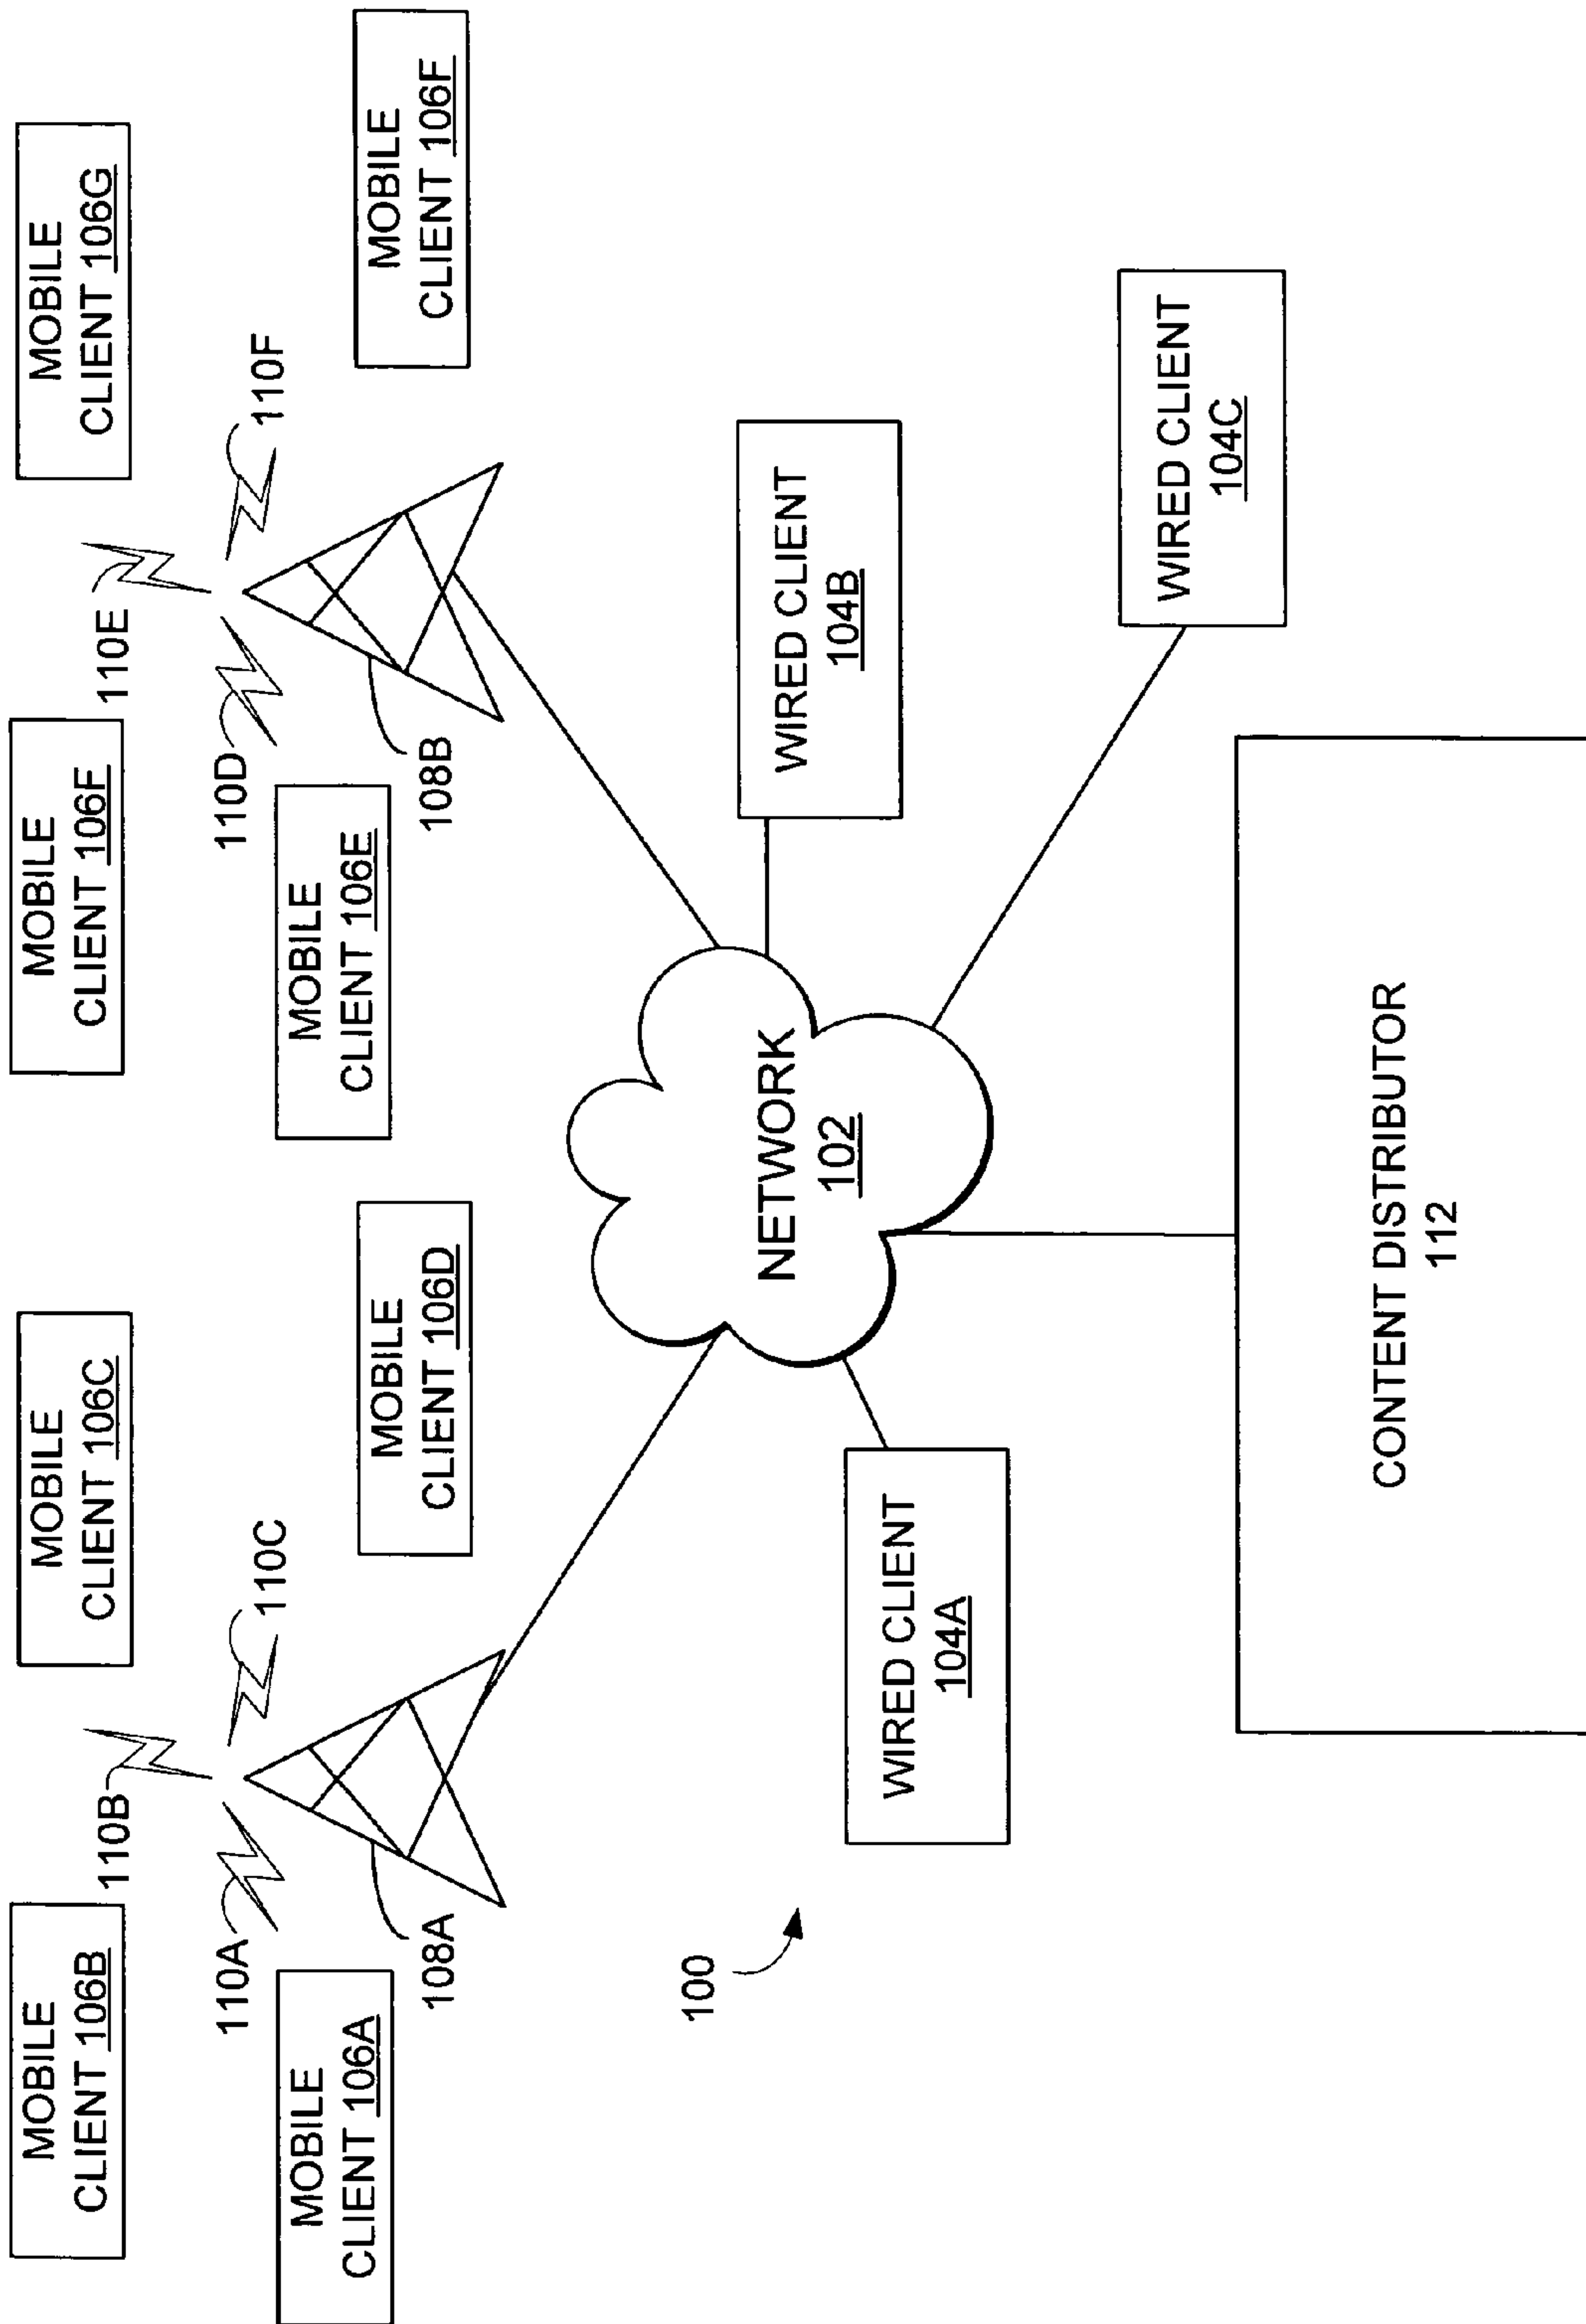 MOBILE
CLIENT 106B
MOBILE
CLIENT 106C
MOBILE
CLIENT 106F
MOBILE
CLIENT 106G
110B
110E
110A
110C
110D
110F
MOBILE
CLIENT 106A
MOBILE
CLIENT 106D
MOBILE
CLIENT 106E
MOBILE
CLIENT 106F
108A
108B
100
NETWORK
102
WIRED CLIENT
104B
WIRED CLIENT
104A
WIRED CLIENT
104C
CONTENT DISTRIBUTOR
112